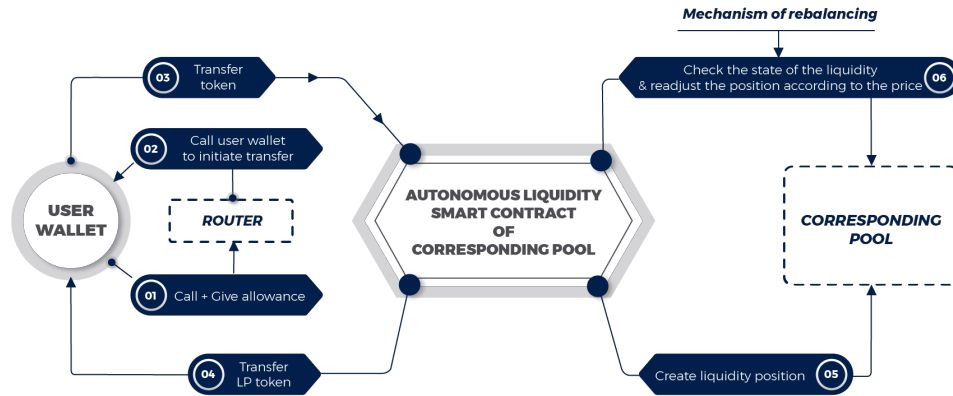 Mechanism of rebalancing
03
Transfer
token
Check the state of the liquidity
& readjust the position according to the price
06
02
Call user wallet
to initiate transfer
USER
WALLET
ROUTER
AUTONOMOUS LIQUIDITY
SMART CONTRACT
OF
CORRESPONDING POOL
CORRESPONDING
POOL
01
Call + Give allowance
04
Transfer
LP token
Create liquidity position
05